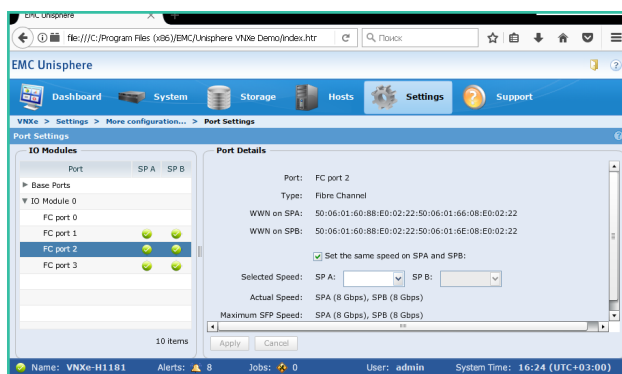 EMC Unisphere
file:///C:/Program Files (x86)/EMC/Unisphere VNXe Demo/index.htr
Поиск
EMC Unisphere
Dashboard System Storage Hosts Settings Support
VNXe > Settings > More configuration... > Port Settings
Port Settings
IO Modules
Port SP A SP B
Base Ports
IO Module 0
FC port 0
FC port 1
FC port 2
FC port 3
10 items
Port Details
Port: FC port 2
Type: Fibre Channel
WWN on SPA: 50:06:01:60:88:E0:02:22:50:06:01:66:08:E0:02:22
WWN on SPB: 50:06:01:60:88:E0:02:22:50:06:01:6E:08:E0:02:22
Set the same speed on SPA and SPB:
Selected Speed: SP A: SP B:
Actual Speed: SPA (8 Gbps), SPB (8 Gbps)
Maximum SFP Speed: SPA (8 Gbps), SPB (8 Gbps)
Apply Cancel
Name: VNXe-H1181 Alerts: 8 Jobs: 0 User: admin System Time: 16:24 (UTC+03:00)